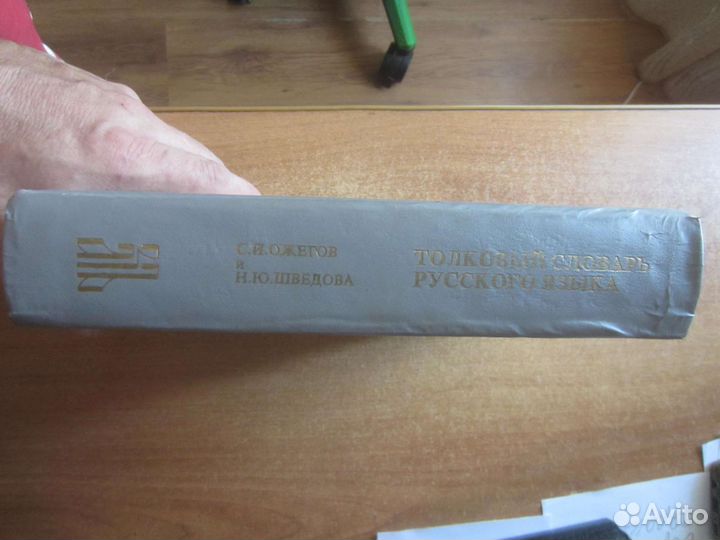 С.И.ОЖЕГОВ
и
Н.Ю.ШВЕДОВА
ТОЛКОВЫЙ СЛОВАРЬ
РУССКОГО ЯЗЫКА
Avito